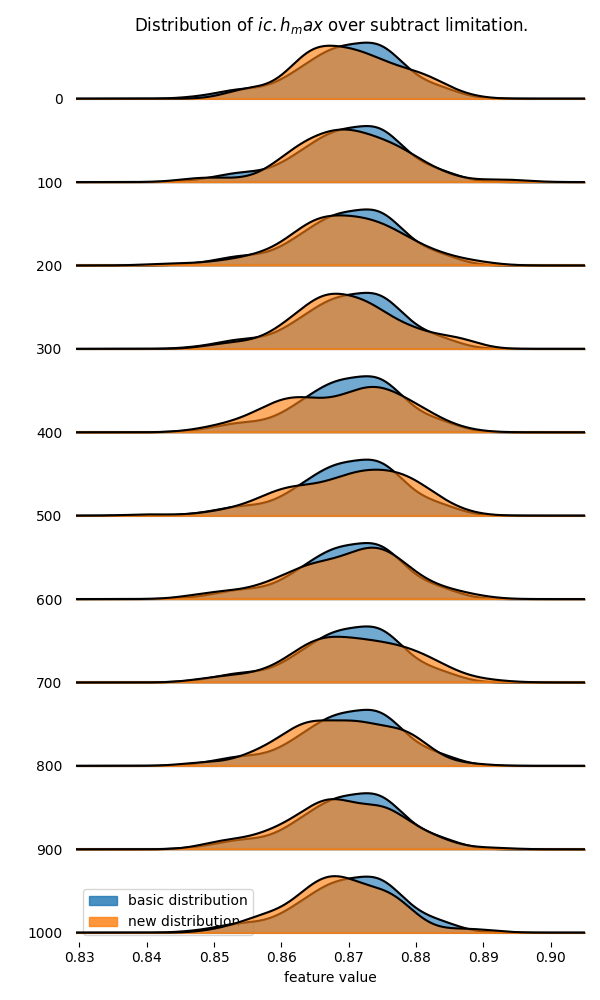 Distribution of ic.hₘax over subtract limitation.
0
100
200
300
400
500
600
700
800
900
1000
basic distribution
new distribution
0.83 0.84 0.85 0.86 0.87 0.88 0.89 0.90
feature value